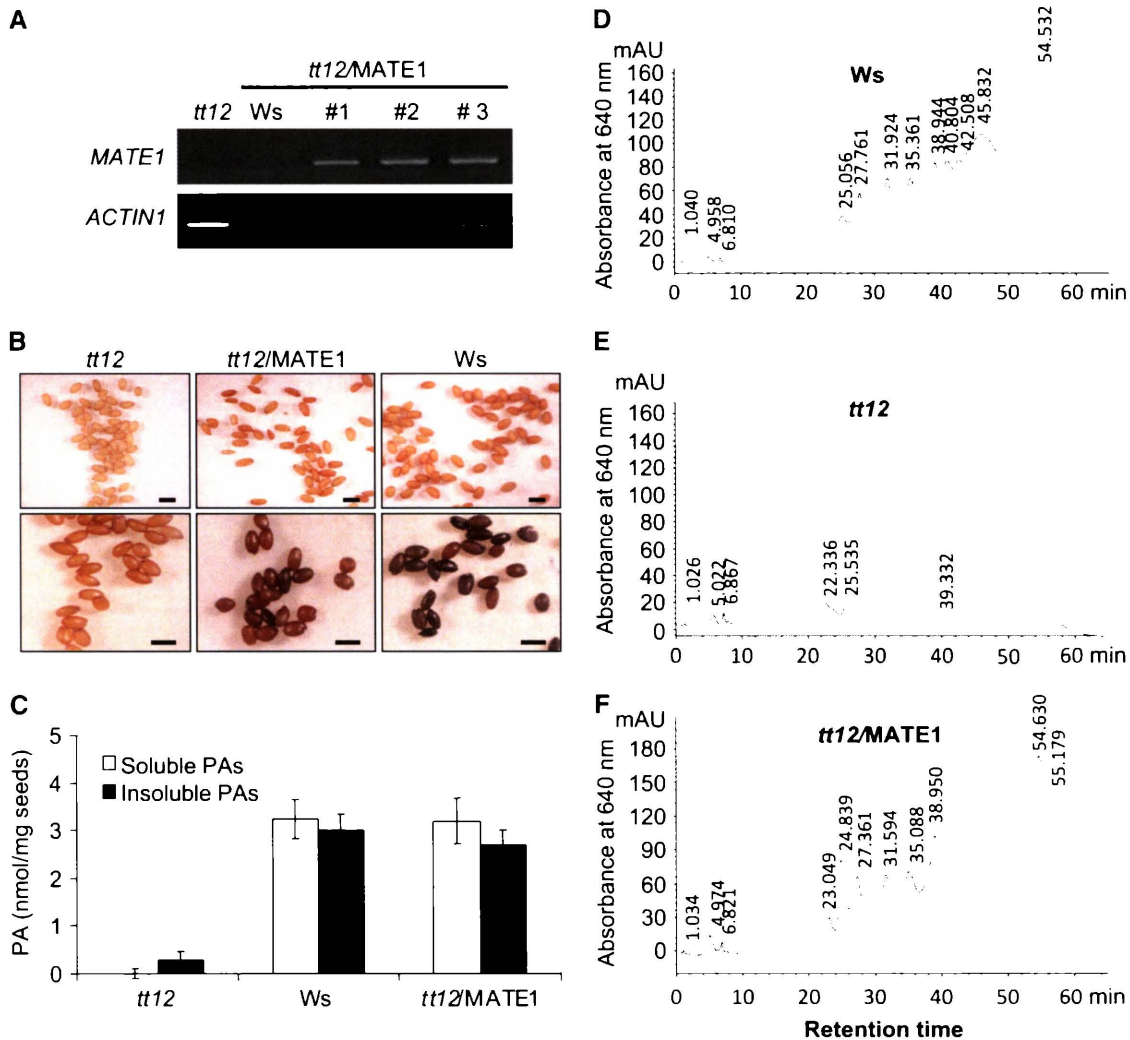 A
tt12/MATE1
tt12 Ws #1 #2 # 3
MATE1
ACTIN1
B
tt12 tt12/MATE1 Ws
C
PA (nmol/mg seeds)
5
4
3
2
1
0
Soluble PAs
Insoluble PAs
tt12 Ws tt12/MATE1
D
mAU
Ws
Absorbance at 640 nm
160
140
120
100
80
60
40
20
0
1.040
4.958
6.810
25.056
27.761
31.924
35.361
38.944
40.804
42.508
45.832
54.532
0 10 20 30 40 50 60 min
E
mAU
tt12
Absorbance at 640 nm
160
140
120
100
80
60
40
20
0
1.026
5.022
6.867
22.336
25.535
39.332
0 10 20 30 40 50 60 min
F
mAU
tt12/MATE1
Absorbance at 640 nm
180
150
120
90
60
30
0
1.034
4.974
6.821
23.049
24.839
27.361
31.594
35.088
38.950
54.630
55.179
0 10 20 30 40 50 60 min
Retention time